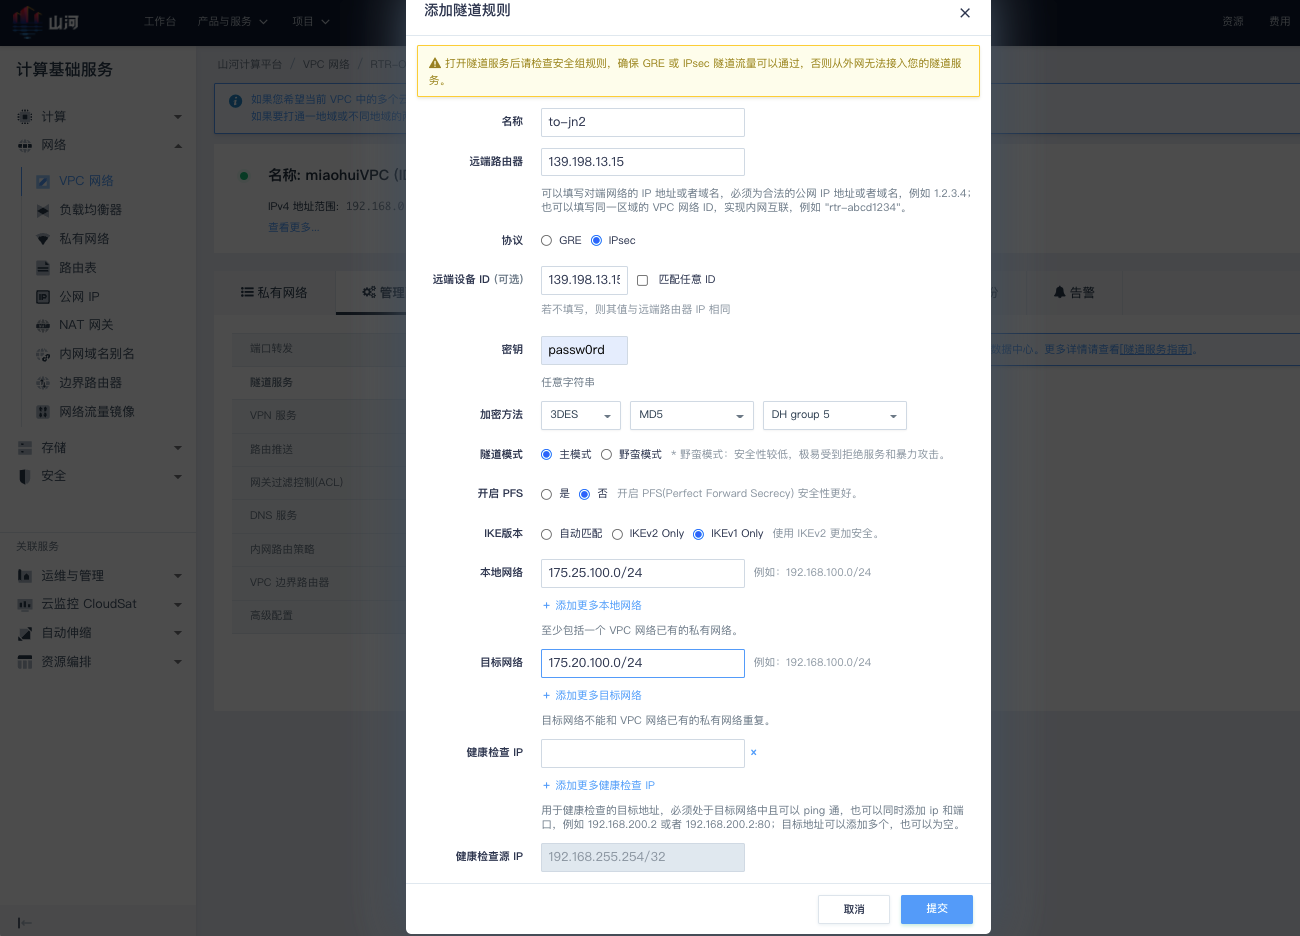 添加隧道规则
山河
工作台
产品与服务
项目
资源
费用
计算基础服务
计算
网络
VPC 网络
负载均衡器
私有网络
路由表
公网 IP
NAT 网关
内网域名别名
边界路由器
网络流量镜像
存储
安全
关联服务
运维与管理
云监控 CloudSat
自动伸缩
资源编排
山河计算平台 / VPC 网络 / RTR-
如果您希望当前 VPC 中的多个
如果要打通一地域或不同地域的
名称: miaohuiVPC (I
IPv4 地址范围: 192.168.0
查看更多...
私有网络
管理
告警
端口转发
隧道服务
VPN 服务
路由推送
网关过滤控制(ACL)
DNS 服务
内网路由策略
VPC 边界路由器
高级配置
数据中心。更多详情请查看[隧道服务指南]。
打开隧道服务后请检查安全组规则，确保 GRE 或 IPsec 隧道流量可以通过，否则从外网无法接入您的隧道服
务。
名称 to-jn2
远端路由器 139.198.13.15
可以填写对端网络的 IP 地址或者域名，必须为合法的公网 IP 地址或者域名，例如 1.2.3.4；
也可以填写同一区域的 VPC 网络 ID，实现内网互联，例如 "rtr-abcd1234"。
协议 GRE IPsec
远端设备 ID (可选) 139.198.13.15 匹配任意 ID
若不填写，则其值与远端路由器 IP 相同
密钥 passw0rd
任意字符串
加密方法 3DES MD5 DH group 5
隧道模式 主模式 野蛮模式 * 野蛮模式：安全性较低，极易受到拒绝服务和暴力攻击。
开启 PFS 是 否 开启 PFS(Perfect Forward Secrecy) 安全性更好。
IKE版本 自动匹配 IKEv2 Only IKEv1 Only 使用 IKEv2 更加安全。
本地网络 175.25.100.0/24 例如：192.168.100.0/24
+ 添加更多本地网络
至少包括一个 VPC 网络已有的私有网络。
目标网络 175.20.100.0/24 例如：192.168.100.0/24
+ 添加更多目标网络
目标网络不能和 VPC 网络已有的私有网络重复。
健康检查 IP ×
+ 添加更多健康检查 IP
用于健康检查的目标地址，必须处于目标网络中且可以 ping 通，也可以同时添加 ip 和端
口，例如 192.168.200.2 或者 192.168.200.2:80；目标地址可以添加多个，也可以为空。
健康检查源 IP 192.168.255.254/32
取消
提交